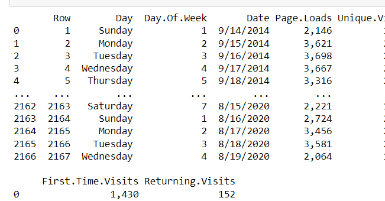 Row Day Day.Of.Week Date Page.Loads Unique.Vi
0 1 Sunday 1 9/14/2014 2,146
1 2 Monday 2 9/15/2014 3,621
2 3 Tuesday 3 9/16/2014 3,698
3 4 Wednesday 4 9/17/2014 3,667
4 5 Thursday 5 9/18/2014 3,316
... ... ... ... ... ...
2162 2163 Saturday 7 8/15/2020 2,221
2163 2164 Sunday 1 8/16/2020 2,724
2164 2165 Monday 2 8/17/2020 3,456
2165 2166 Tuesday 3 8/18/2020 3,581
2166 2167 Wednesday 4 8/19/2020 2,064
First.Time.Visits Returning.Visits
0 1,430 152